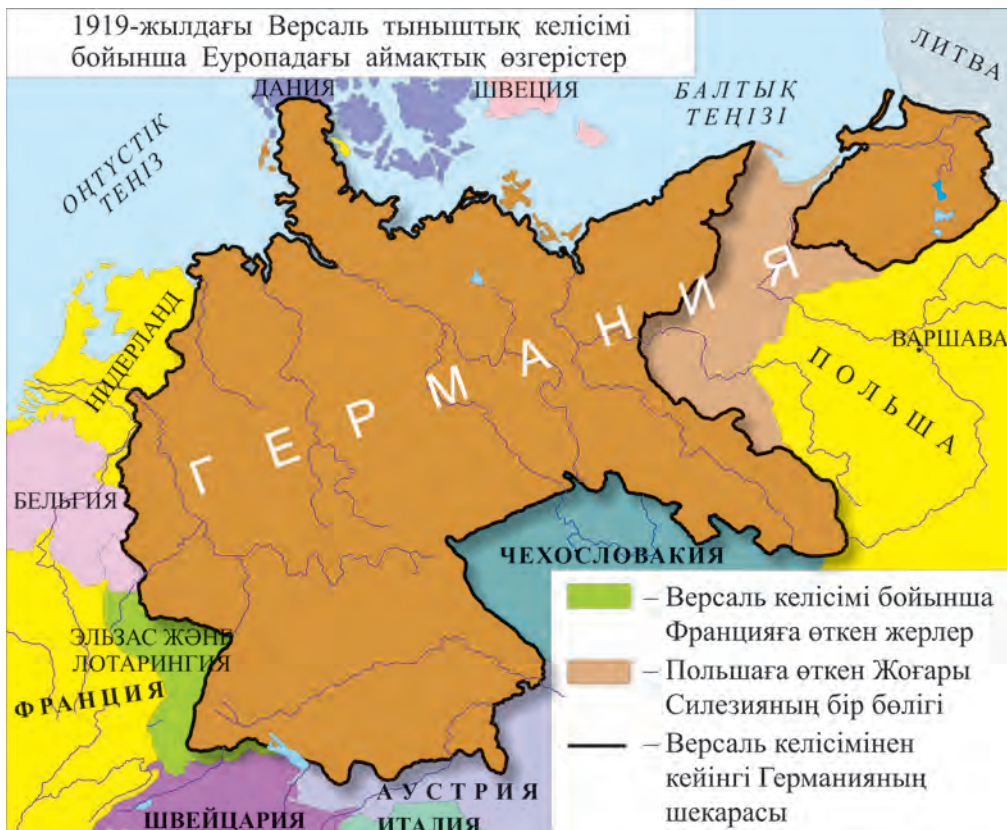 1919-жылдағы Версаль тыныштық келісімі
бойынша Еуропадағы аймақтық өзгерістер
ЛИТВА
ДАНИЯ
ШВЕЦИЯ
БАЛТЫҚ
ТЕҢІЗІ
ОҢТҮСТІК
ТЕҢІЗ
НИДЕРЛАНД
ГЕРМАНИЯ
ВАРШАВА
ПОЛЬША
БЕЛЬГИЯ
ЧЕХОСЛОВАКИЯ
ЭЛЬЗАС ЖӘНЕ
ЛОТАРИНГИЯ
ФРАНЦИЯ
АУСТРИЯ
ШВЕЙЦАРИЯ
ИТАЛИЯ
– Версаль келісімі бойынша
Францияға өткен жерлер
– Польшаға өткен Жоғары
Силезияның бір бөлігі
– Версаль келісімінен
кейінгі Германияның
шекарасы